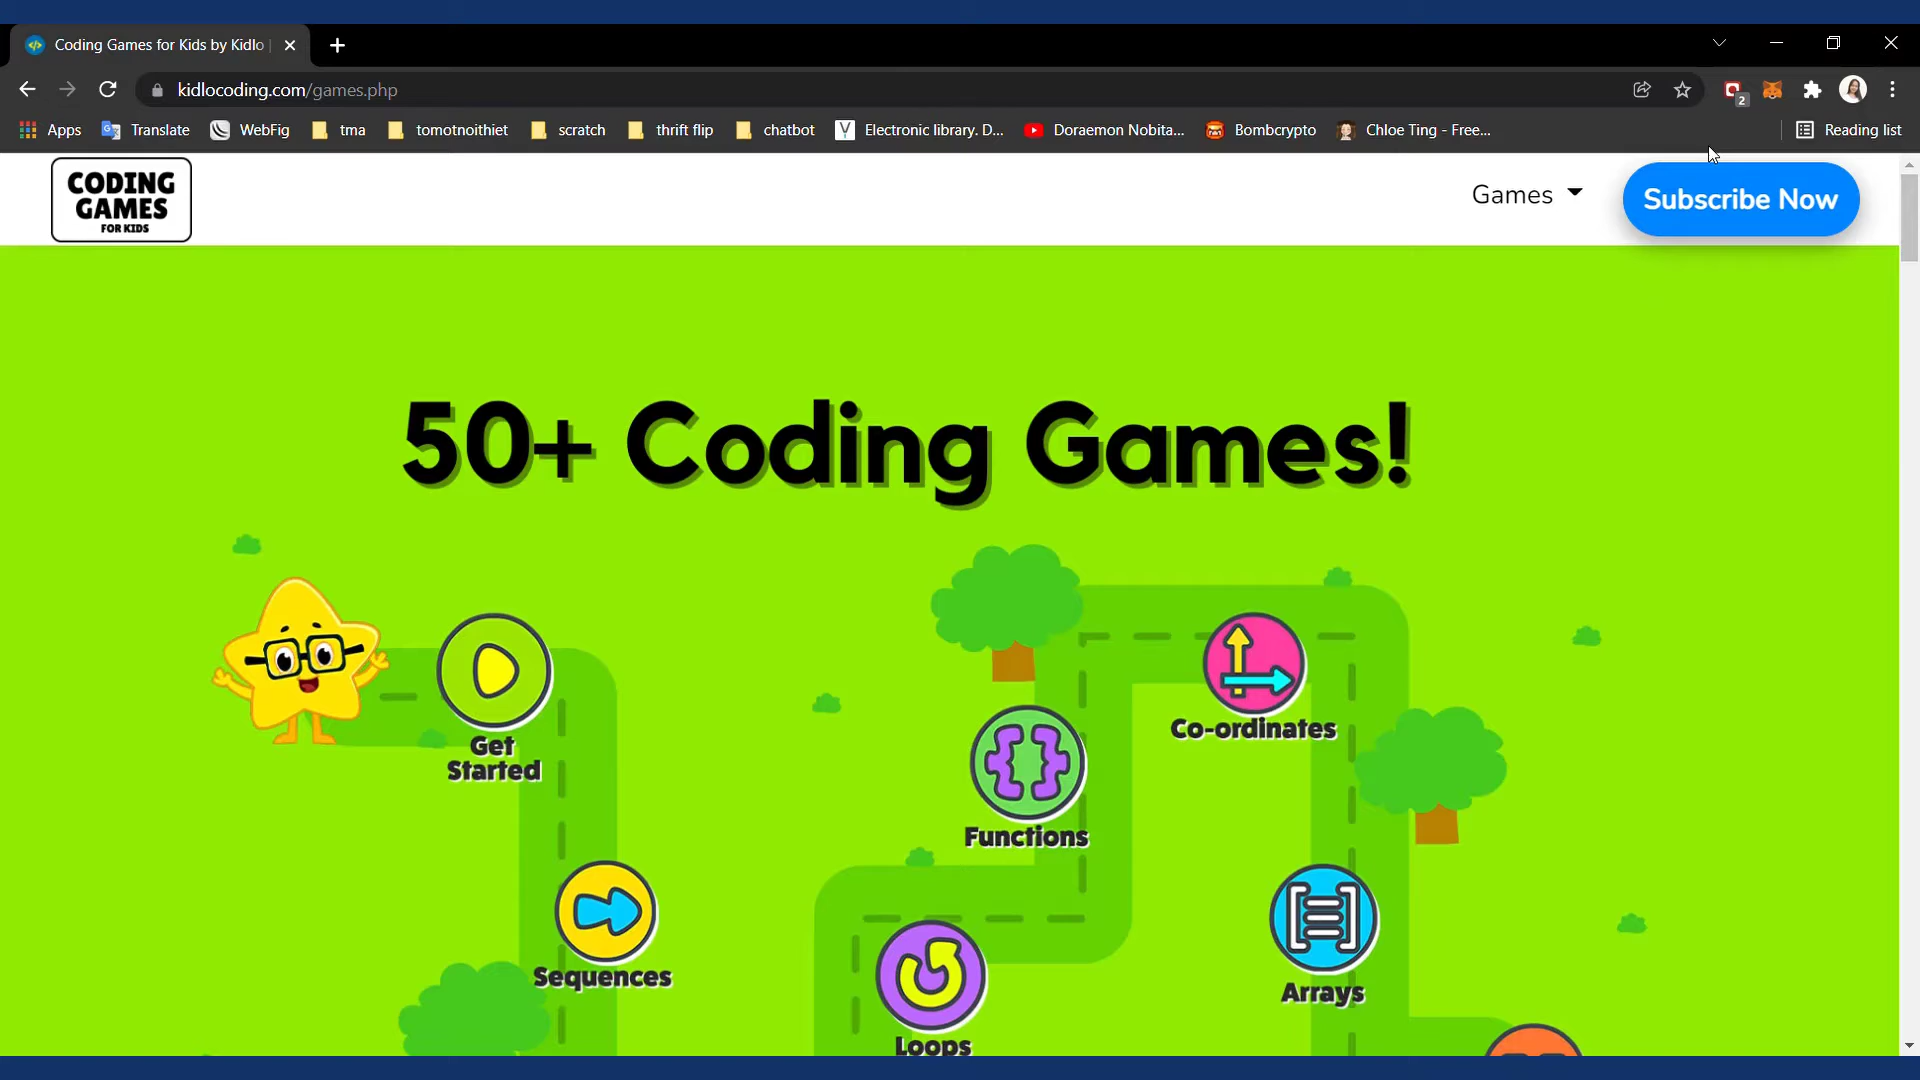 Coding Games for Kids by Kidlo |
kidlocoding.com/games.php
2
Apps Translate WebFig tma tomotnoithiet scratch thrift flip chatbot Electronic library. D... Doraemon Nobita... Bombcrypto Chloe Ting - Free... Reading list
CODING
GAMES
FOR KIDS
Games
Subscribe Now
50+ Coding Games!
Get
Started
Co-ordinates
Functions
Sequences
Loops
Arrays